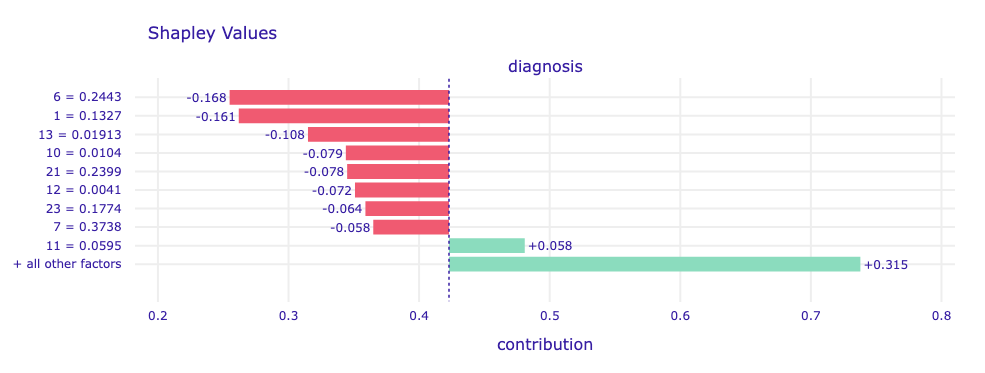 Shapley Values
diagnosis
6 = 0.2443
-0.168
1 = 0.1327
-0.161
13 = 0.01913
-0.108
10 = 0.0104
-0.079
21 = 0.2399
-0.078
12 = 0.0041
-0.072
23 = 0.1774
-0.064
7 = 0.3738
-0.058
11 = 0.0595
+0.058
+ all other factors
+0.315
0.2 0.3 0.4 0.5 0.6 0.7 0.8
contribution